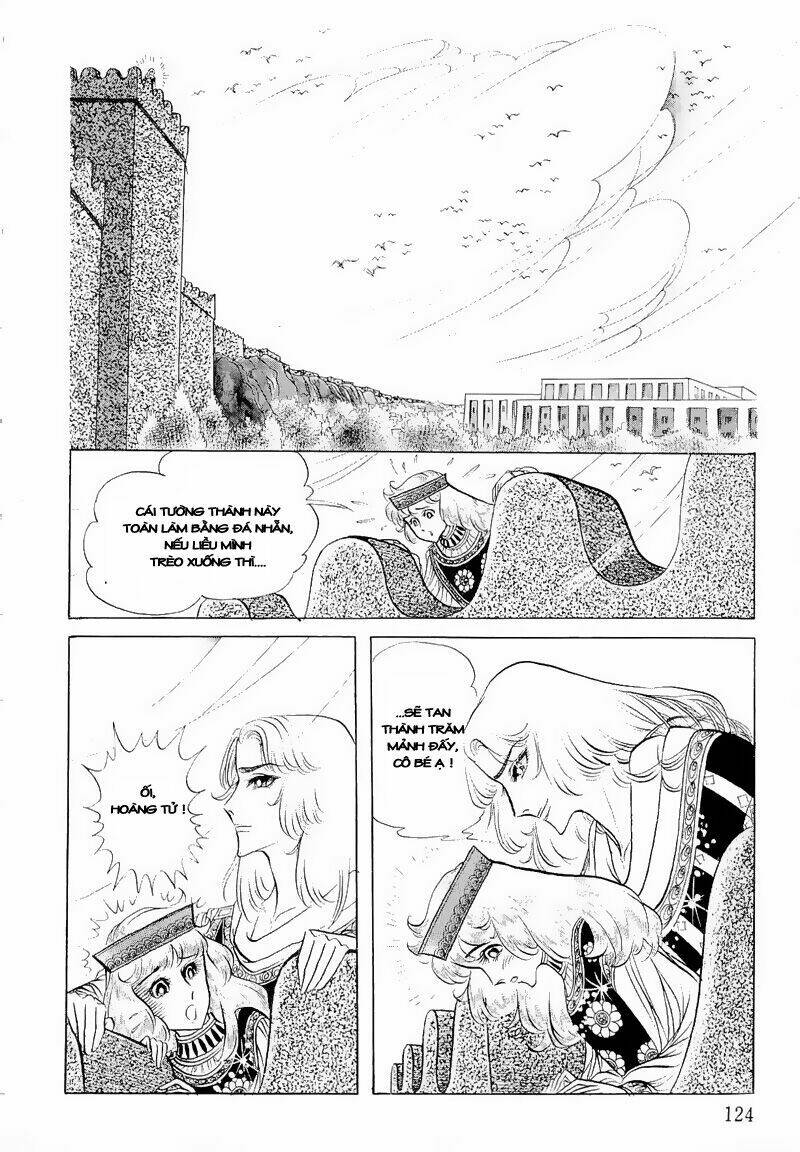 CÁI TƯỜNG THÀNH NÀY
TOÀN LÀM BẰNG ĐÁ NHẴN,
NẾU LIỀU MÌNH
TRÈO XUỐNG THÌ....
...SẼ TAN
THÀNH TRĂM
MẢNH ĐẤY,
CÔ BÉ Ạ !
ỐI,
HOÀNG TỬ !
124